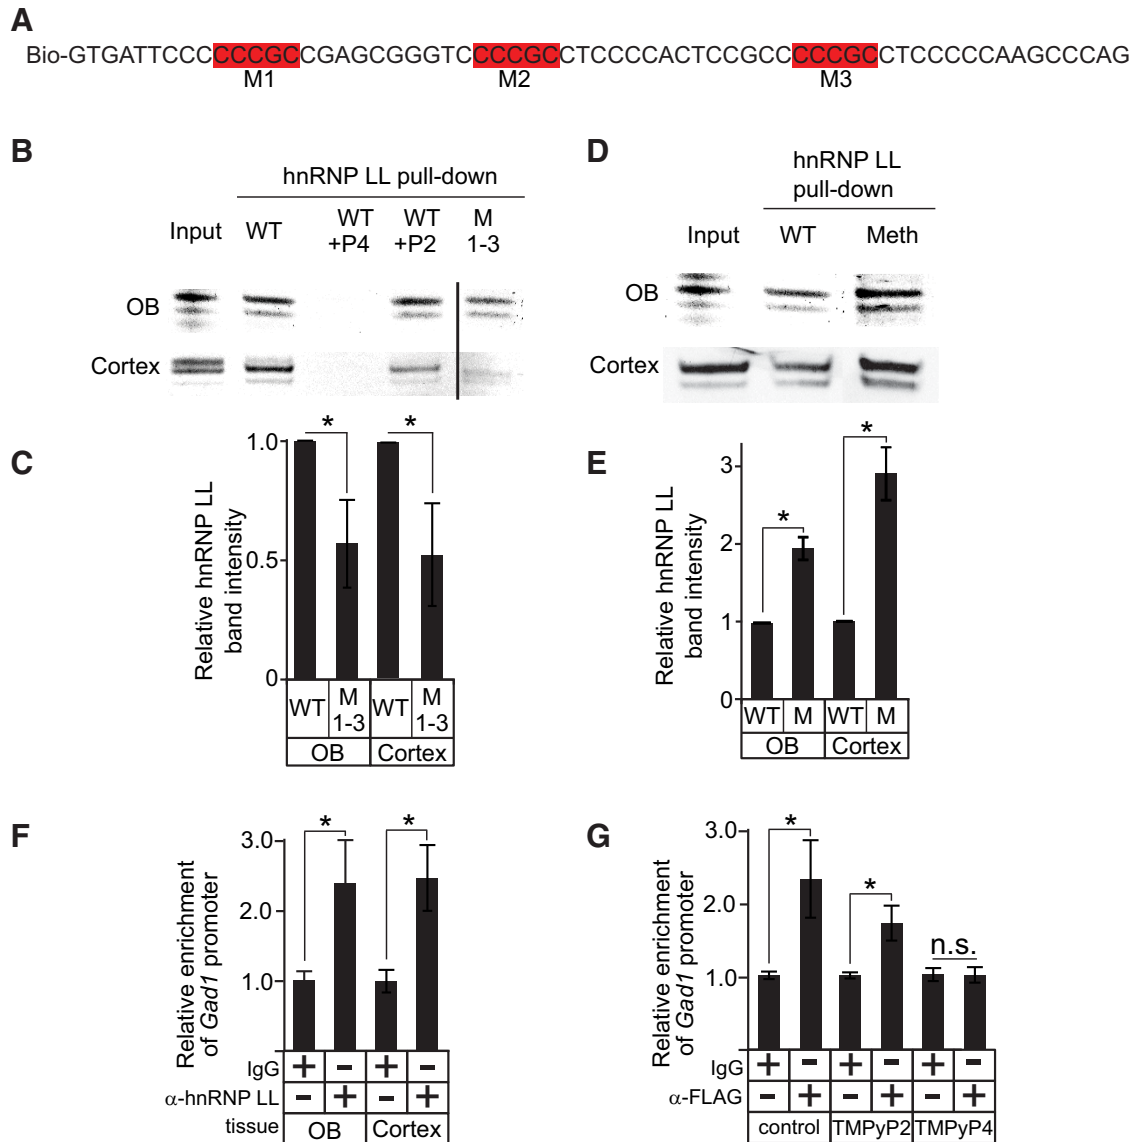 A
Bio-GTGATTCCCCCCGCCGAGCGGGTCCCCGCCTCCCCACTCCGCCCCCGCCTCCCCCAAGCCCAG
M1 M2 M3
B
hnRNP LL pull-down
Input WT WT +P4 WT +P2 M 1-3
OB
Cortex
C
Relative hnRNP LL
band intensity
1.0
0.5
0
* *
WT M 1-3 WT M 1-3
OB Cortex
D
hnRNP LL
pull-down
Input WT Meth
OB
Cortex
E
Relative hnRNP LL
band intensity
3
2
1
0
* *
WT M WT M
OB Cortex
F
Relative enrichment
of Gad1 promoter
3.0
2.0
1.0
* *
IgG + - + -
α-hnRNP LL - + - +
tissue OB Cortex
G
Relative enrichment
of Gad1 promoter
3.0
2.0
1.0
* * n.s.
IgG + - + - + -
α-FLAG - + - + - +
control TMPyP2 TMPyP4